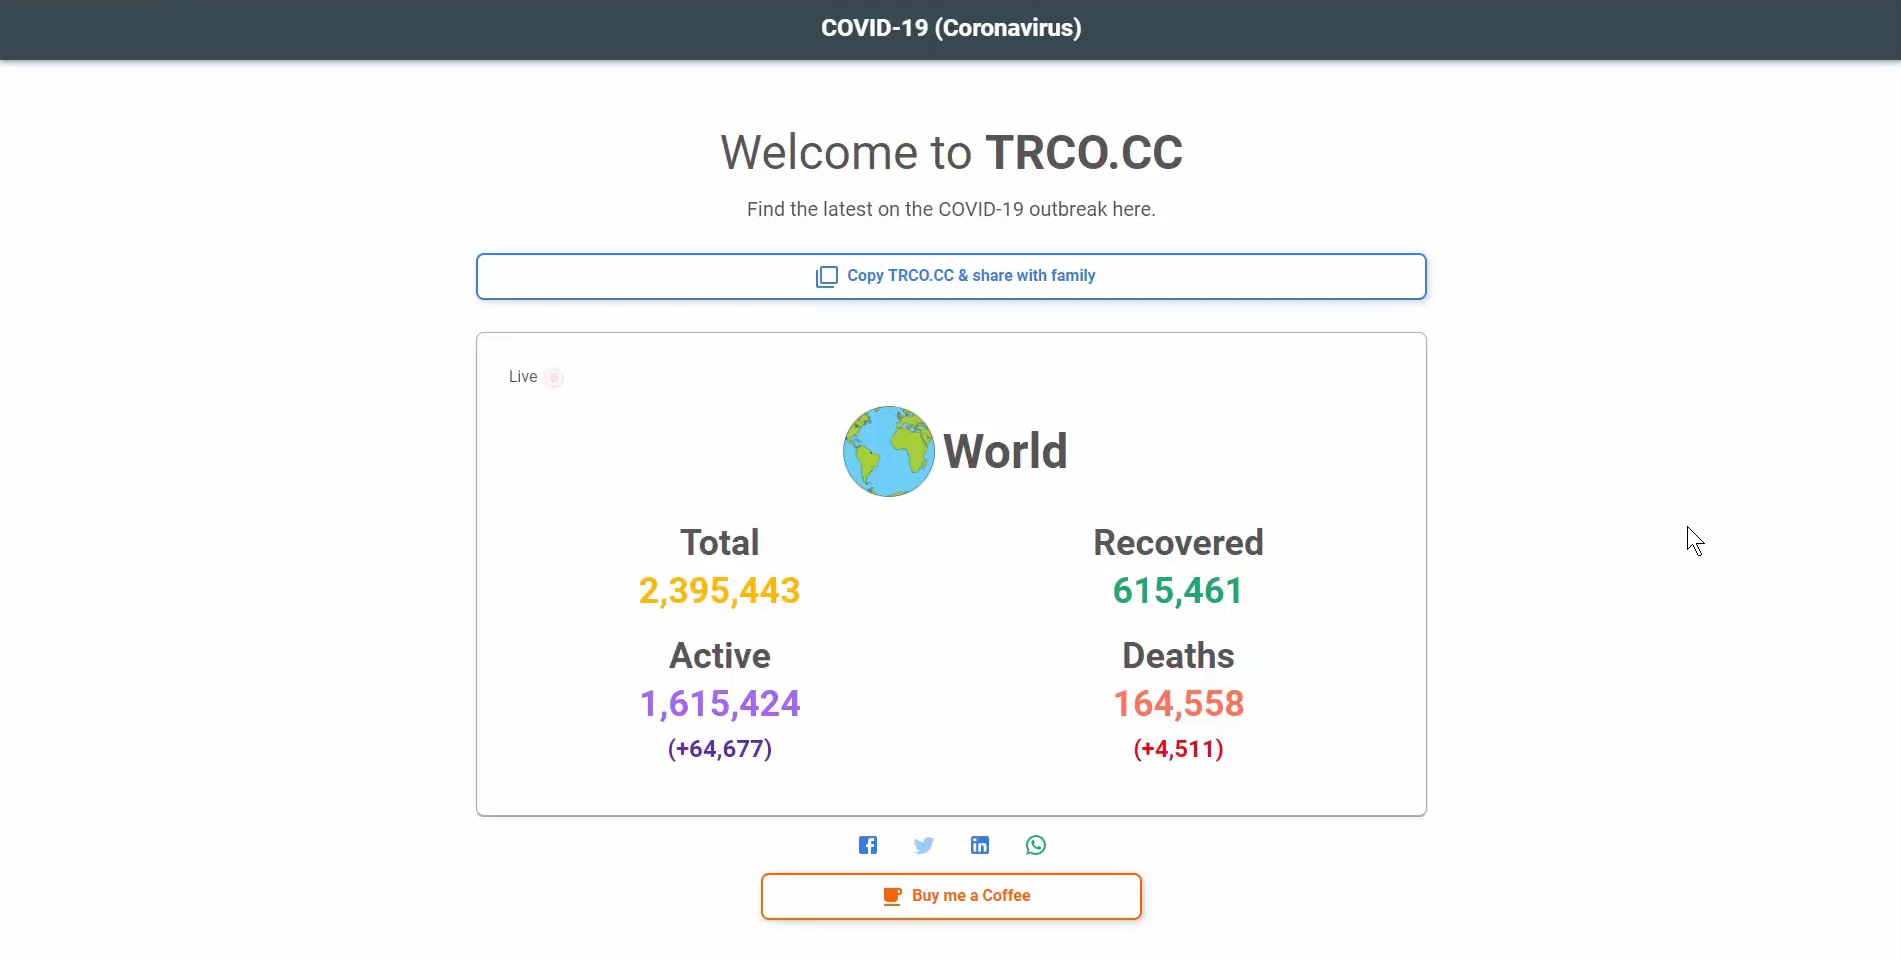 COVID-19 (Coronavirus)
Welcome to TRCO.CC
Find the latest on the COVID-19 outbreak here.
Copy TRCO.CC & share with family
Live
World
Total
2,395,443
Recovered
615,461
Active
1,615,424
(+64,677)
Deaths
164,558
(+4,511)
Buy me a Coffee